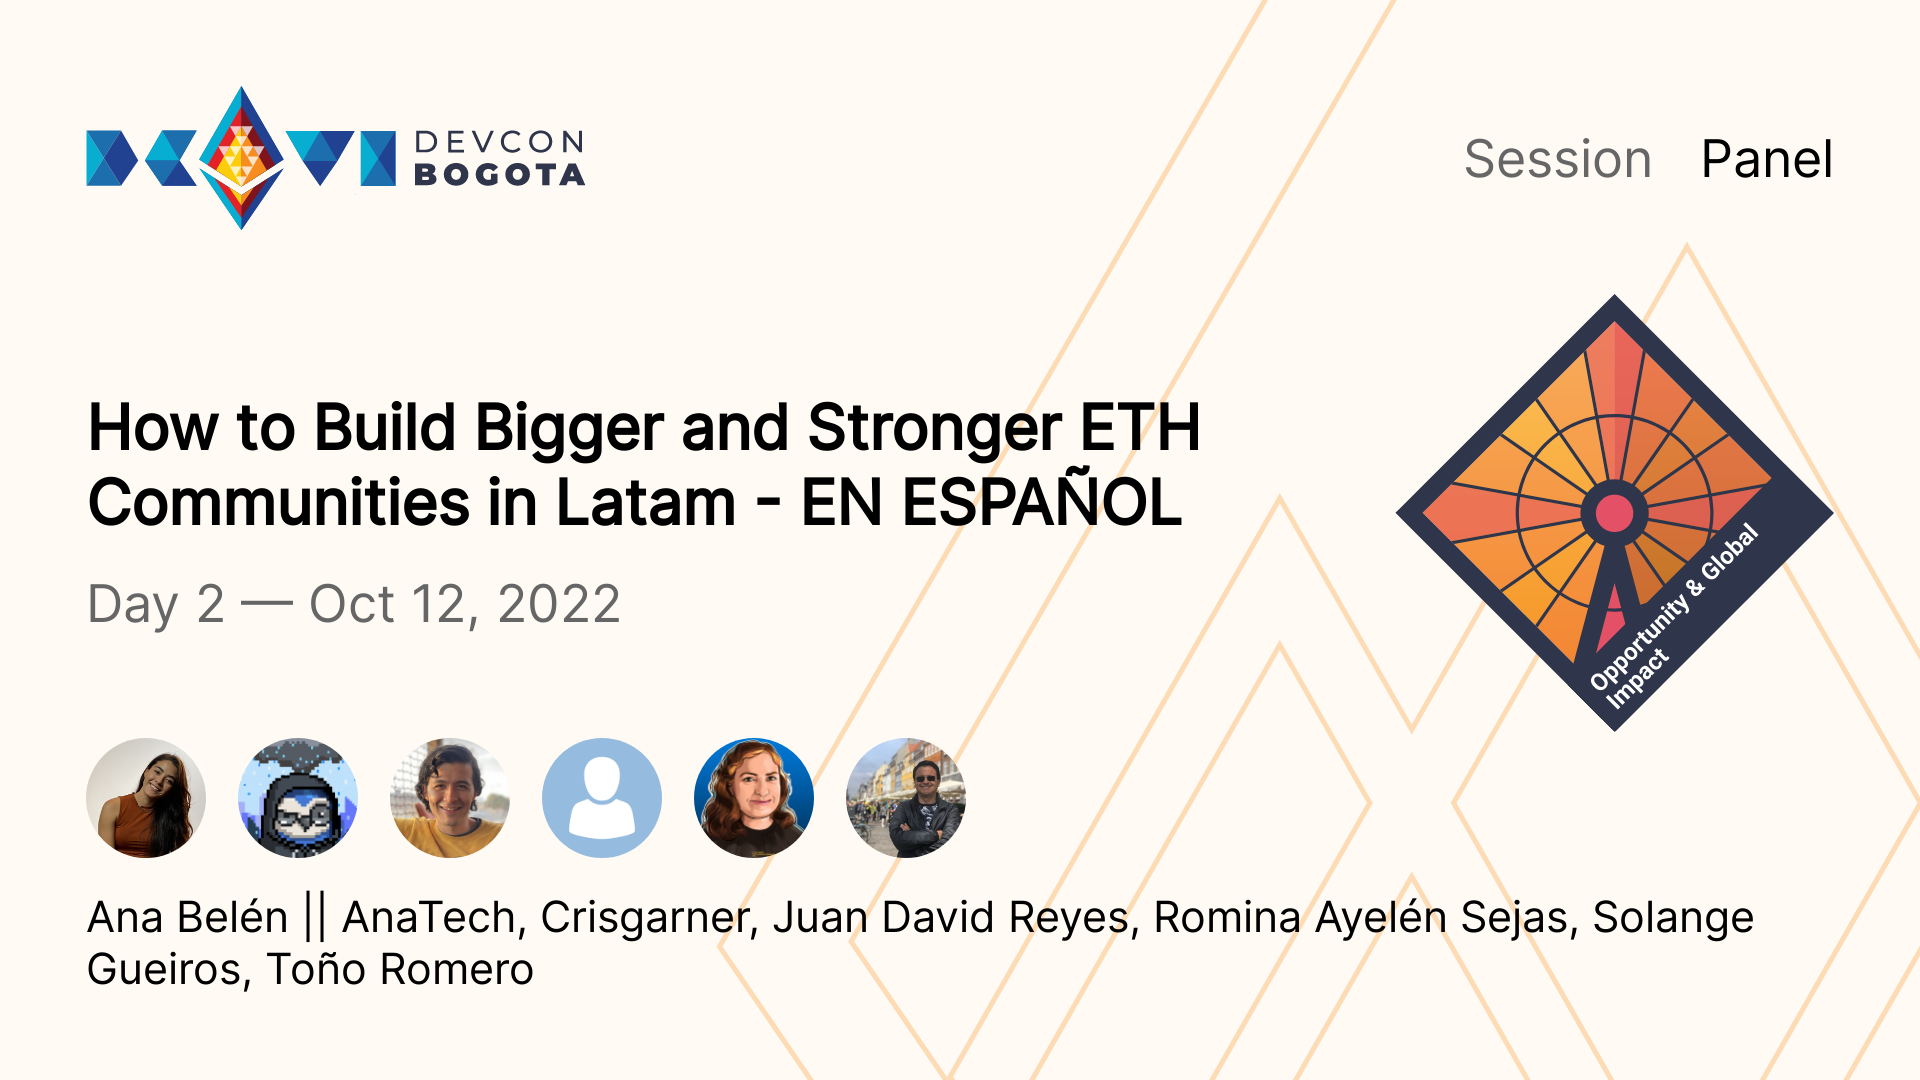 DEVCON
BOGOTA
Session Panel
How to Build Bigger and Stronger ETH
Communities in Latam - EN ESPAÑOL
Day 2 — Oct 12, 2022
Opportunity & Global
Impact
Ana Belén || AnaTech, Crisgarner, Juan David Reyes, Romina Ayelén Sejas, Solange
Gueiros, Toño Romero